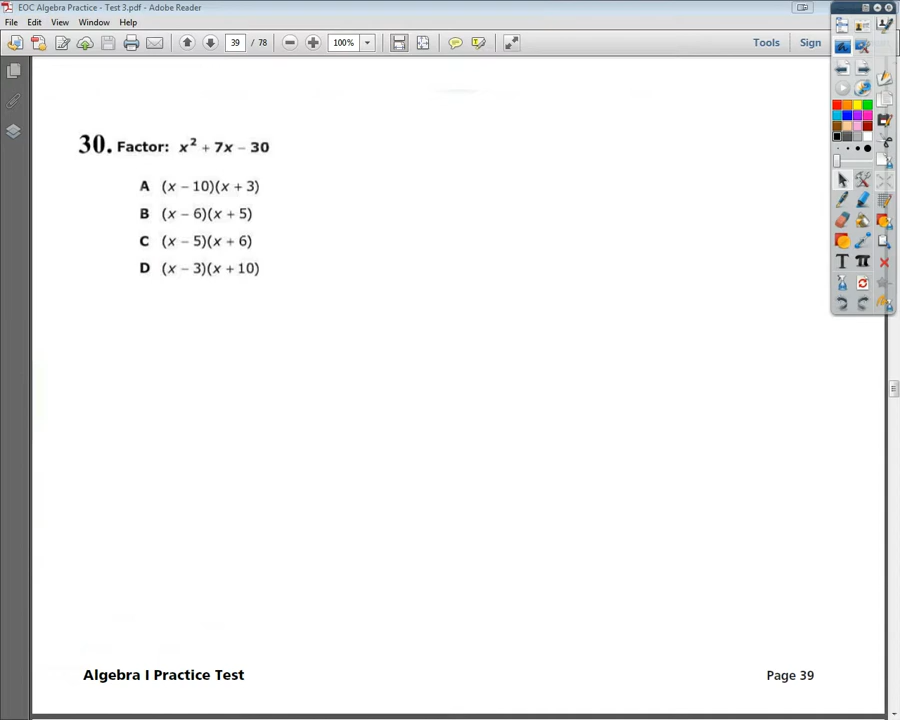 EOC Algebra Practice - Test 3.pdf - Adobe Reader
File Edit View Window Help
39 / 78 100% Tools Sign
30. Factor: x² + 7x – 30
A (x – 10)(x + 3)
B (x – 6)(x + 5)
C (x – 5)(x + 6)
D (x – 3)(x + 10)
Algebra I Practice Test Page 39